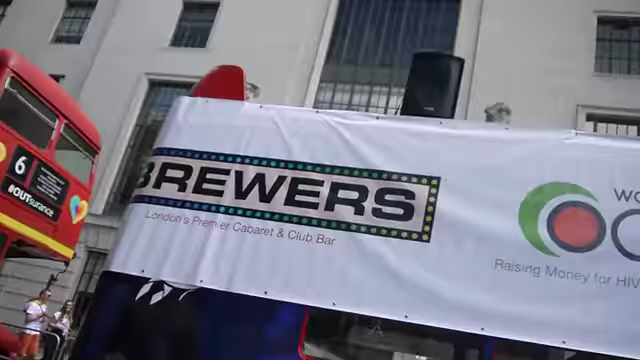 6
#OUTsurance
BREWERS
London's Premier Cabaret & Club Bar
Raising Money for HIV